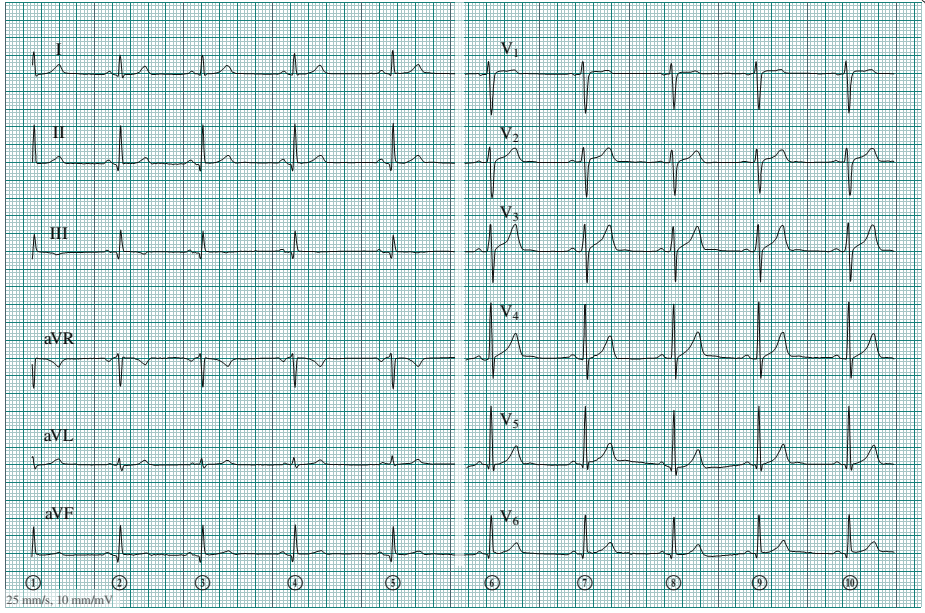 I
II
III
aVR
aVL
aVF
V1
V2
V3
V4
V5
V6
① ② ③ ④ ⑤ ⑥ ⑦ ⑧ ⑨ ⑩
25 mm/s, 10 mm/mV